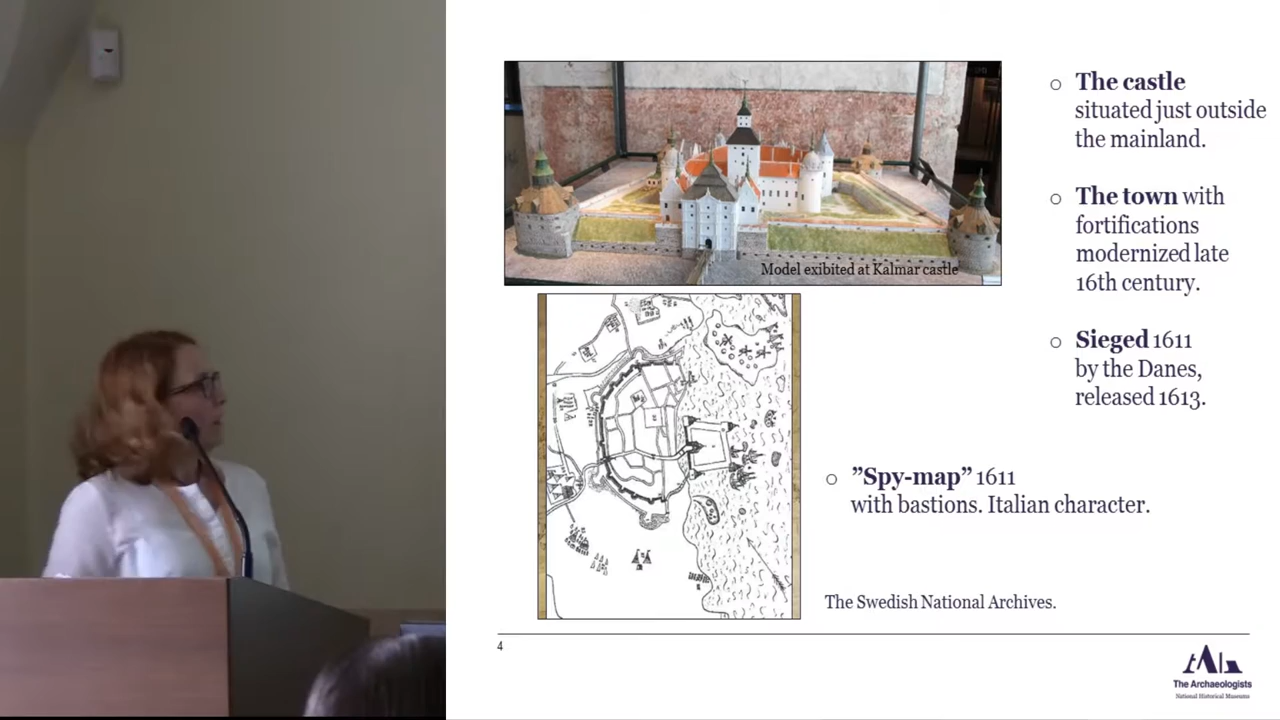 The castle
situated just outside
the mainland.
The town with
fortifications
modernized late
16th century.
Sieged 1611
by the Danes,
released 1613.
Model exibited at Kalmar castle
”Spy-map” 1611
with bastions. Italian character.
The Swedish National Archives.
4
The Archaeologists
National Historical Museums